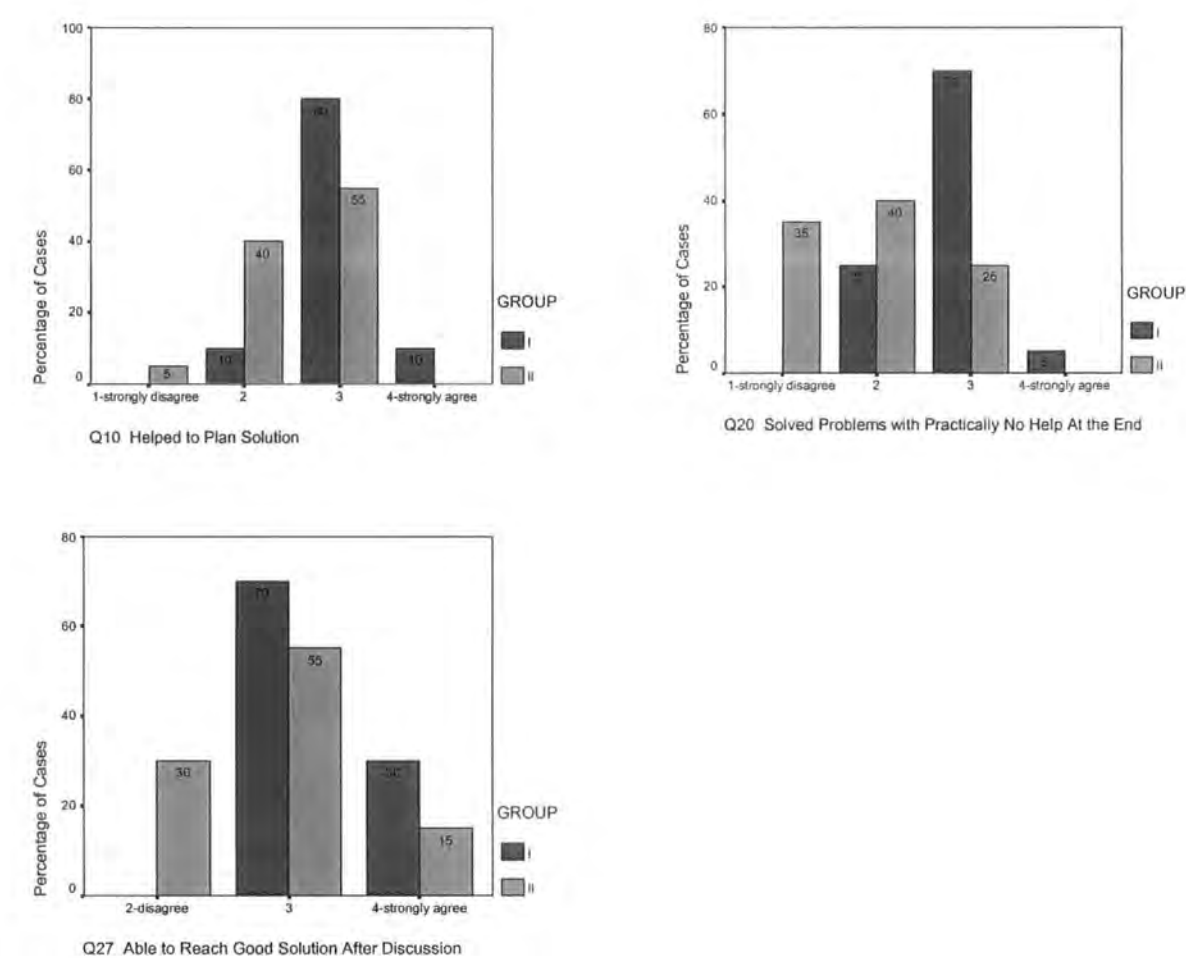 100
80
60
40
20
0
Percentage of Cases
5
10
40
80
55
10
1-strongly disagree
2
3
4-strongly agree
GROUP
I
II
Q10 Helped to Plan Solution
80
60
40
20
0
Percentage of Cases
35
40
70
25
5
1-strongly disagree
2
3
4-strongly agree
GROUP
I
II
Q20 Solved Problems with Practically No Help At the End
80
60
40
20
0
Percentage of Cases
30
70
55
30
15
2-disagree
3
4-strongly agree
GROUP
I
II
Q27 Able to Reach Good Solution After Discussion